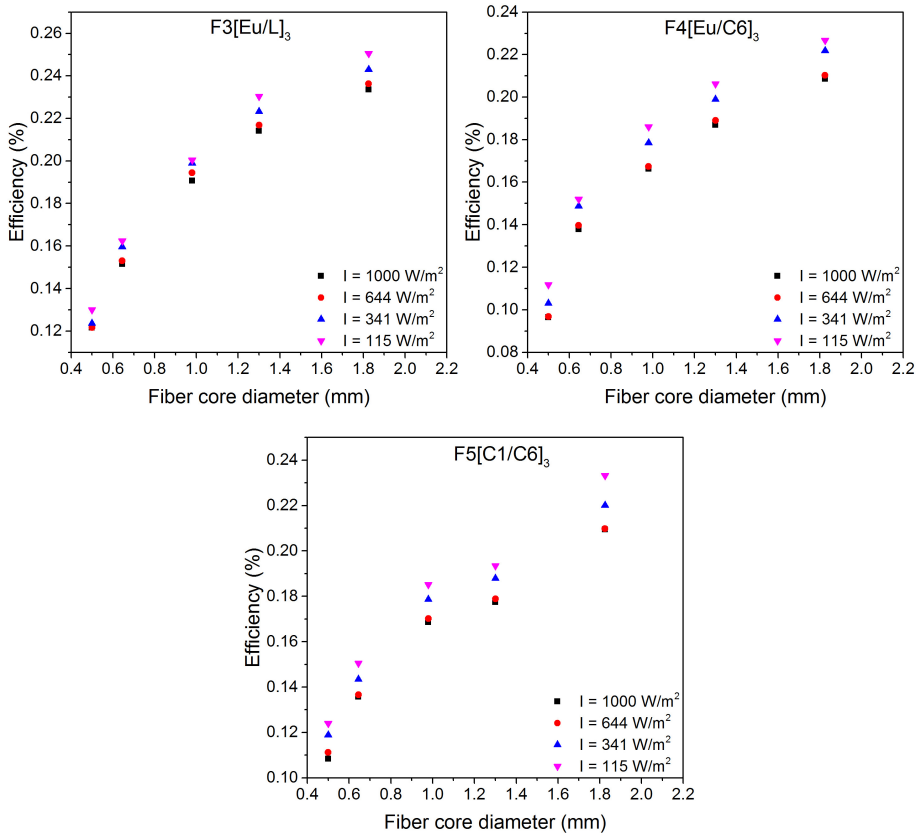 F3[Eu/L]₃
Efficiency (%)
0.26
0.24
0.22
0.20
0.18
0.16
0.14
0.12
I = 1000 W/m²
I = 644 W/m²
I = 341 W/m²
I = 115 W/m²
0.4 0.6 0.8 1.0 1.2 1.4 1.6 1.8 2.0 2.2
Fiber core diameter (mm)
F4[Eu/C6]₃
Efficiency (%)
0.24
0.22
0.20
0.18
0.16
0.14
0.12
0.10
0.08
I = 1000 W/m²
I = 644 W/m²
I = 341 W/m²
I = 115 W/m²
0.4 0.6 0.8 1.0 1.2 1.4 1.6 1.8 2.0 2.2
Fiber core diameter (mm)
F5[C1/C6]₃
Efficiency (%)
0.24
0.22
0.20
0.18
0.16
0.14
0.12
0.10
I = 1000 W/m²
I = 644 W/m²
I = 341 W/m²
I = 115 W/m²
0.4 0.6 0.8 1.0 1.2 1.4 1.6 1.8 2.0 2.2
Fiber core diameter (mm)